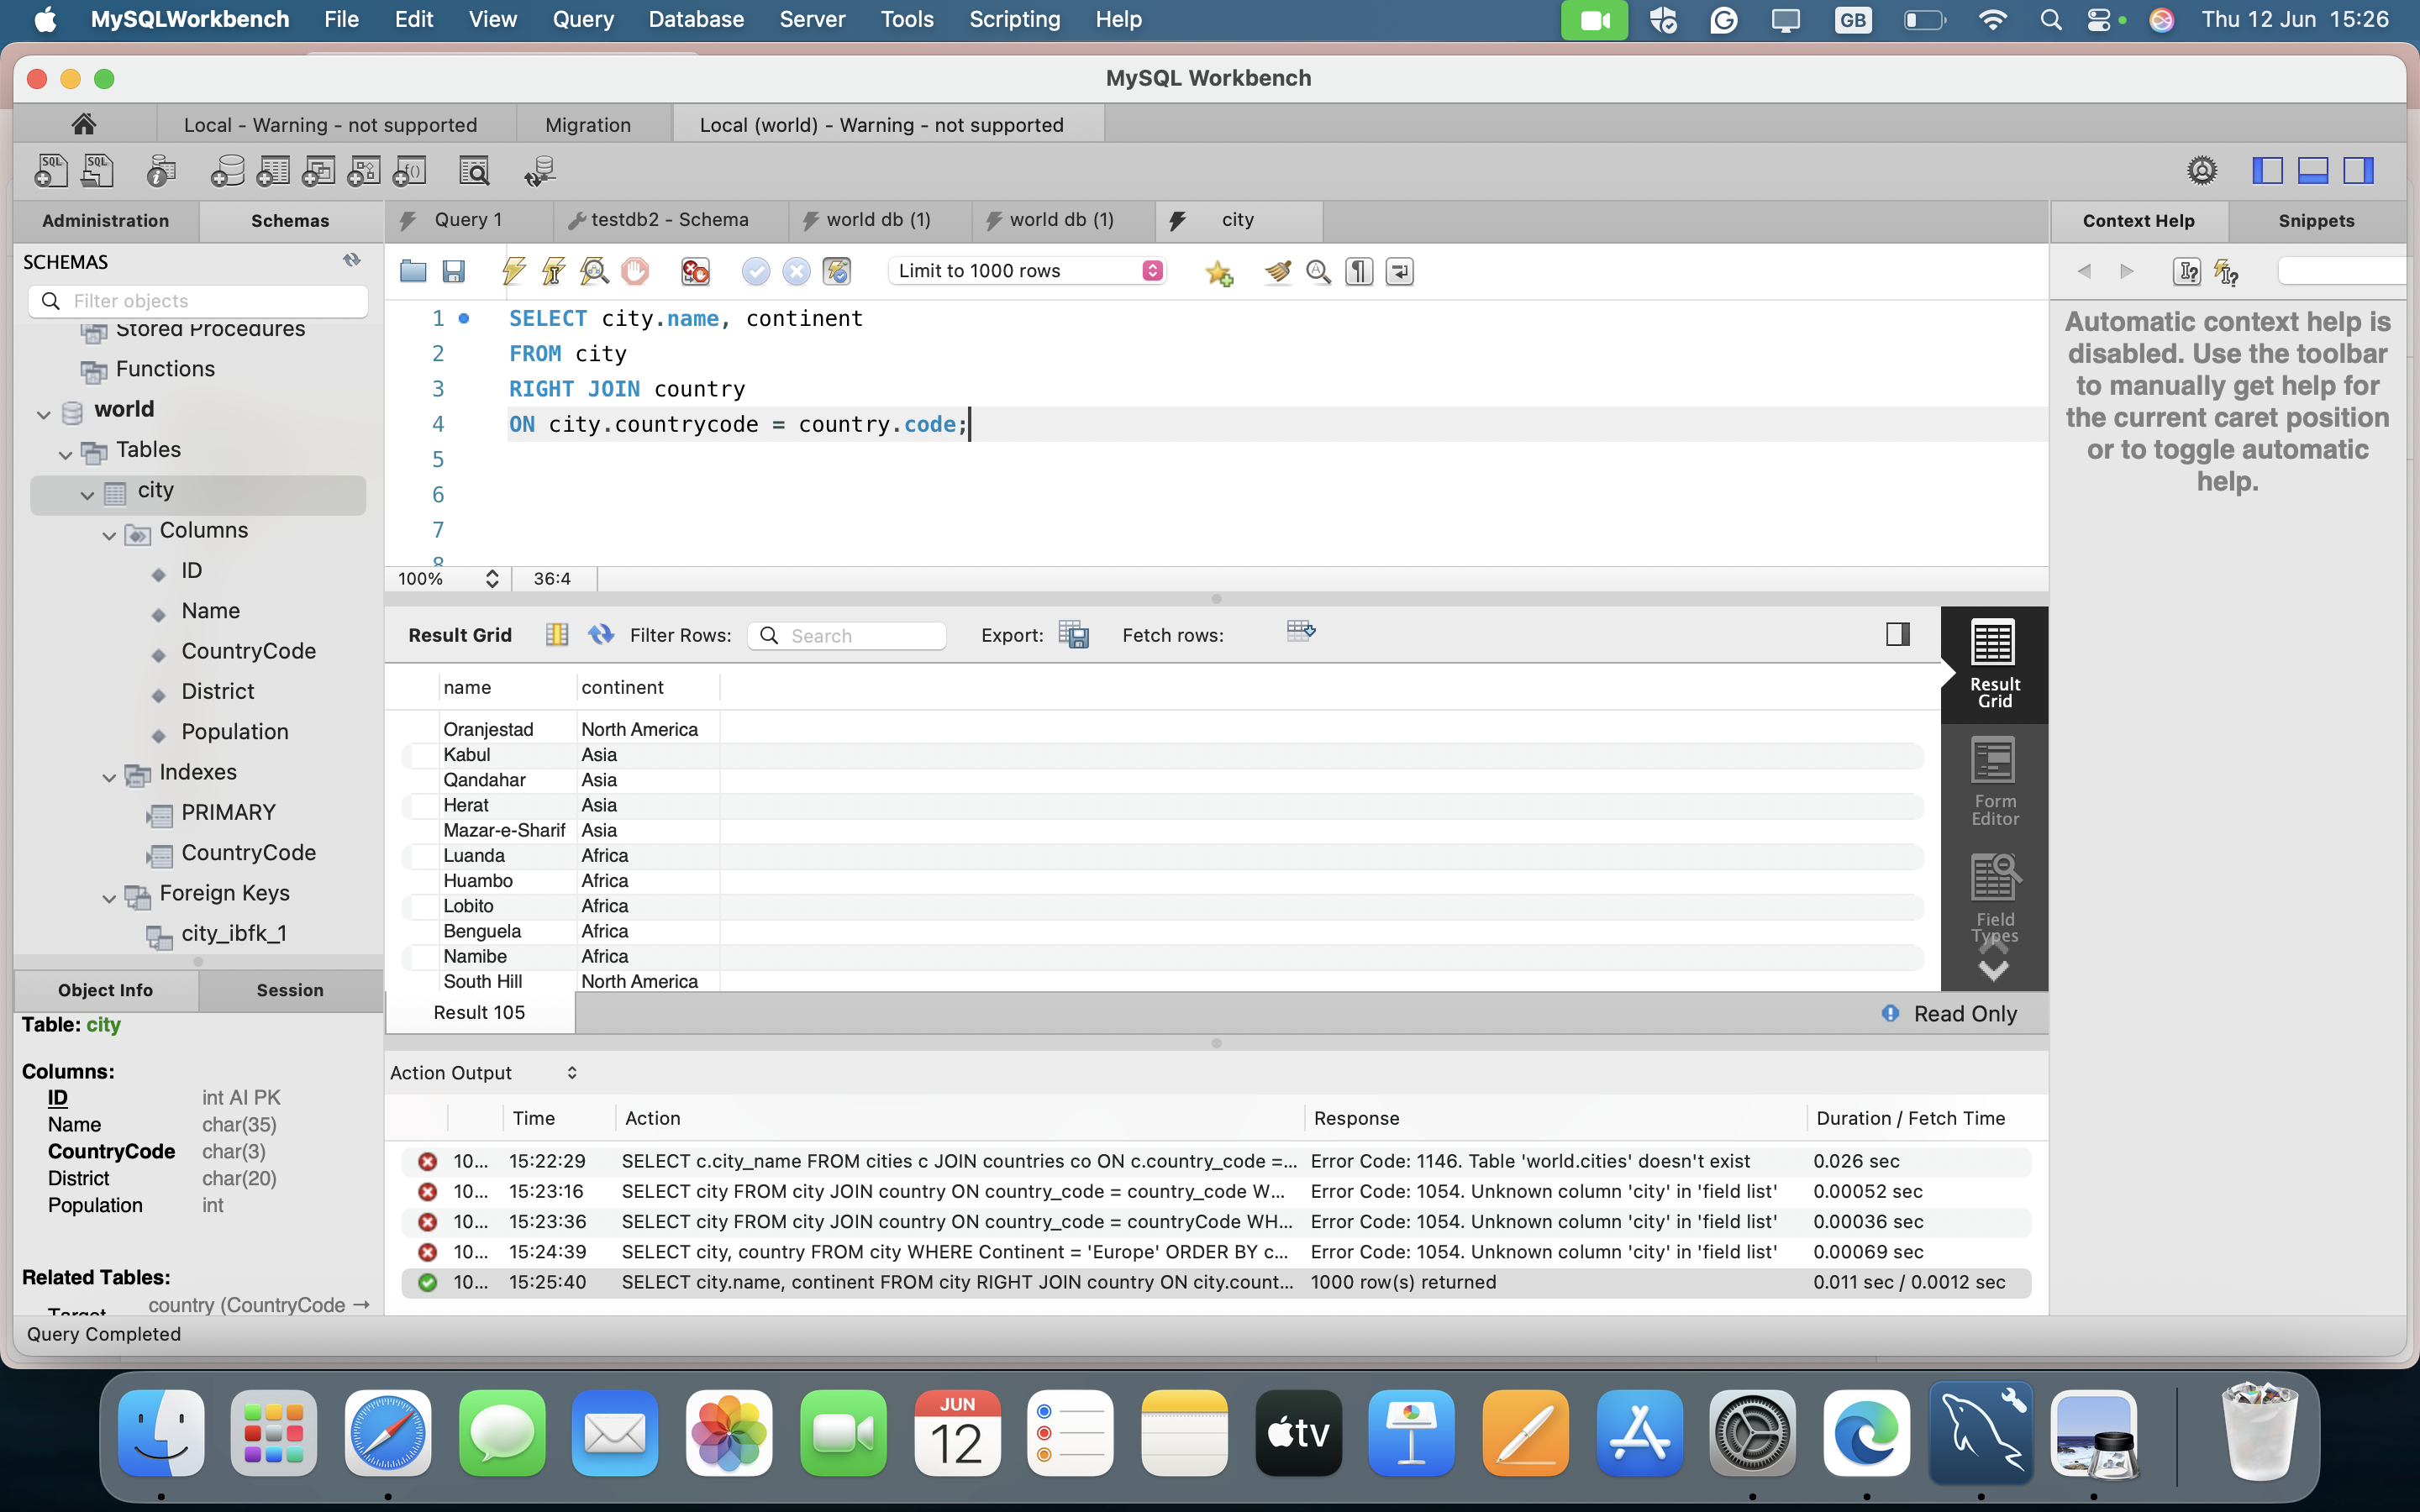 MySQLWorkbench File Edit View Query Database Server Tools Scripting Help GB Thu 12 Jun 15:26
MySQL Workbench
Local - Warning - not supported Migration Local (world) - Warning - not supported
Administration Schemas Query 1 testdb2 - Schema world db (1) world db (1) city Context Help Snippets
SCHEMAS
Filter objects
Stored Procedures
Functions
world
Tables
city
Columns
ID
Name
CountryCode
District
Population
Indexes
PRIMARY
CountryCode
Foreign Keys
city_ibfk_1
Object Info Session
Table: city
Columns:
ID int AI PK
Name char(35)
CountryCode char(3)
District char(20)
Population int
Related Tables:
Target country (CountryCode →
Query Completed
Limit to 1000 rows
1 SELECT city.name, continent
2 FROM city
3 RIGHT JOIN country
4 ON city.countrycode = country.code;
5
6
7
8
100% 36:4
Result Grid Filter Rows: Search Export: Fetch rows:
name continent
Oranjestad North America
Kabul Asia
Qandahar Asia
Herat Asia
Mazar-e-Sharif Asia
Luanda Africa
Huambo Africa
Lobito Africa
Benguela Africa
Namibe Africa
South Hill North America
Result 105 Read Only
Result
Grid
Form
Editor
Field
Types
Action Output
Time Action Response Duration / Fetch Time
10... 15:22:29 SELECT c.city_name FROM cities c JOIN countries co ON c.country_code =... Error Code: 1146. Table 'world.cities' doesn't exist 0.026 sec
10... 15:23:16 SELECT city FROM city JOIN country ON country_code = country_code W... Error Code: 1054. Unknown column 'city' in 'field list' 0.00052 sec
10... 15:23:36 SELECT city FROM city JOIN country ON country_code = countryCode WH... Error Code: 1054. Unknown column 'city' in 'field list' 0.00036 sec
10... 15:24:39 SELECT city, country FROM city WHERE Continent = 'Europe' ORDER BY c... Error Code: 1054. Unknown column 'city' in 'field list' 0.00069 sec
10... 15:25:40 SELECT city.name, continent FROM city RIGHT JOIN country ON city.count... 1000 row(s) returned 0.011 sec / 0.0012 sec
Automatic context help is
disabled. Use the toolbar
to manually get help for
the current caret position
or to toggle automatic
help.
JUN
12
tv